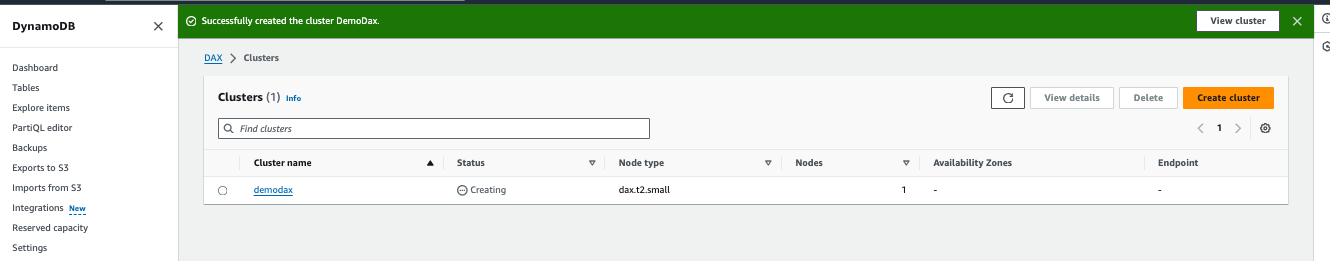 DynamoDB
Successfully created the cluster DemoDax.
View cluster
Dashboard
Tables
Explore items
PartiQL editor
Backups
Exports to S3
Imports from S3
Integrations New
Reserved capacity
Settings
DAX Clusters
Clusters (1) Info
View details Delete Create cluster
Find clusters
1
Cluster name Status Node type Nodes Availability Zones Endpoint
demodax Creating dax.t2.small 1 - -